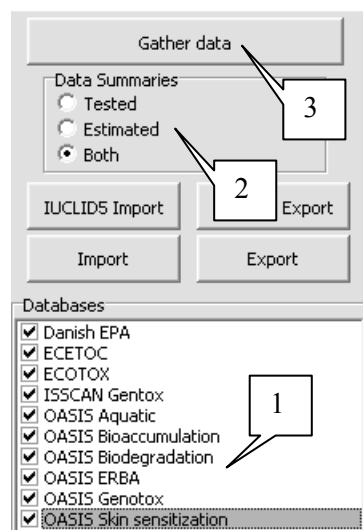 Gather data
3
Data Summaries
Tested
Estimated
Both
2
IUCLID5 Import
Export
Import
Export
Databases
Danish EPA
ECETOC
ECOTOX
ISSCAN Gentox
OASIS Aquatic
OASIS Bioaccumulation
OASIS Biodegradation
OASIS ERBA
OASIS Genotox
OASIS Skin sensitization
1